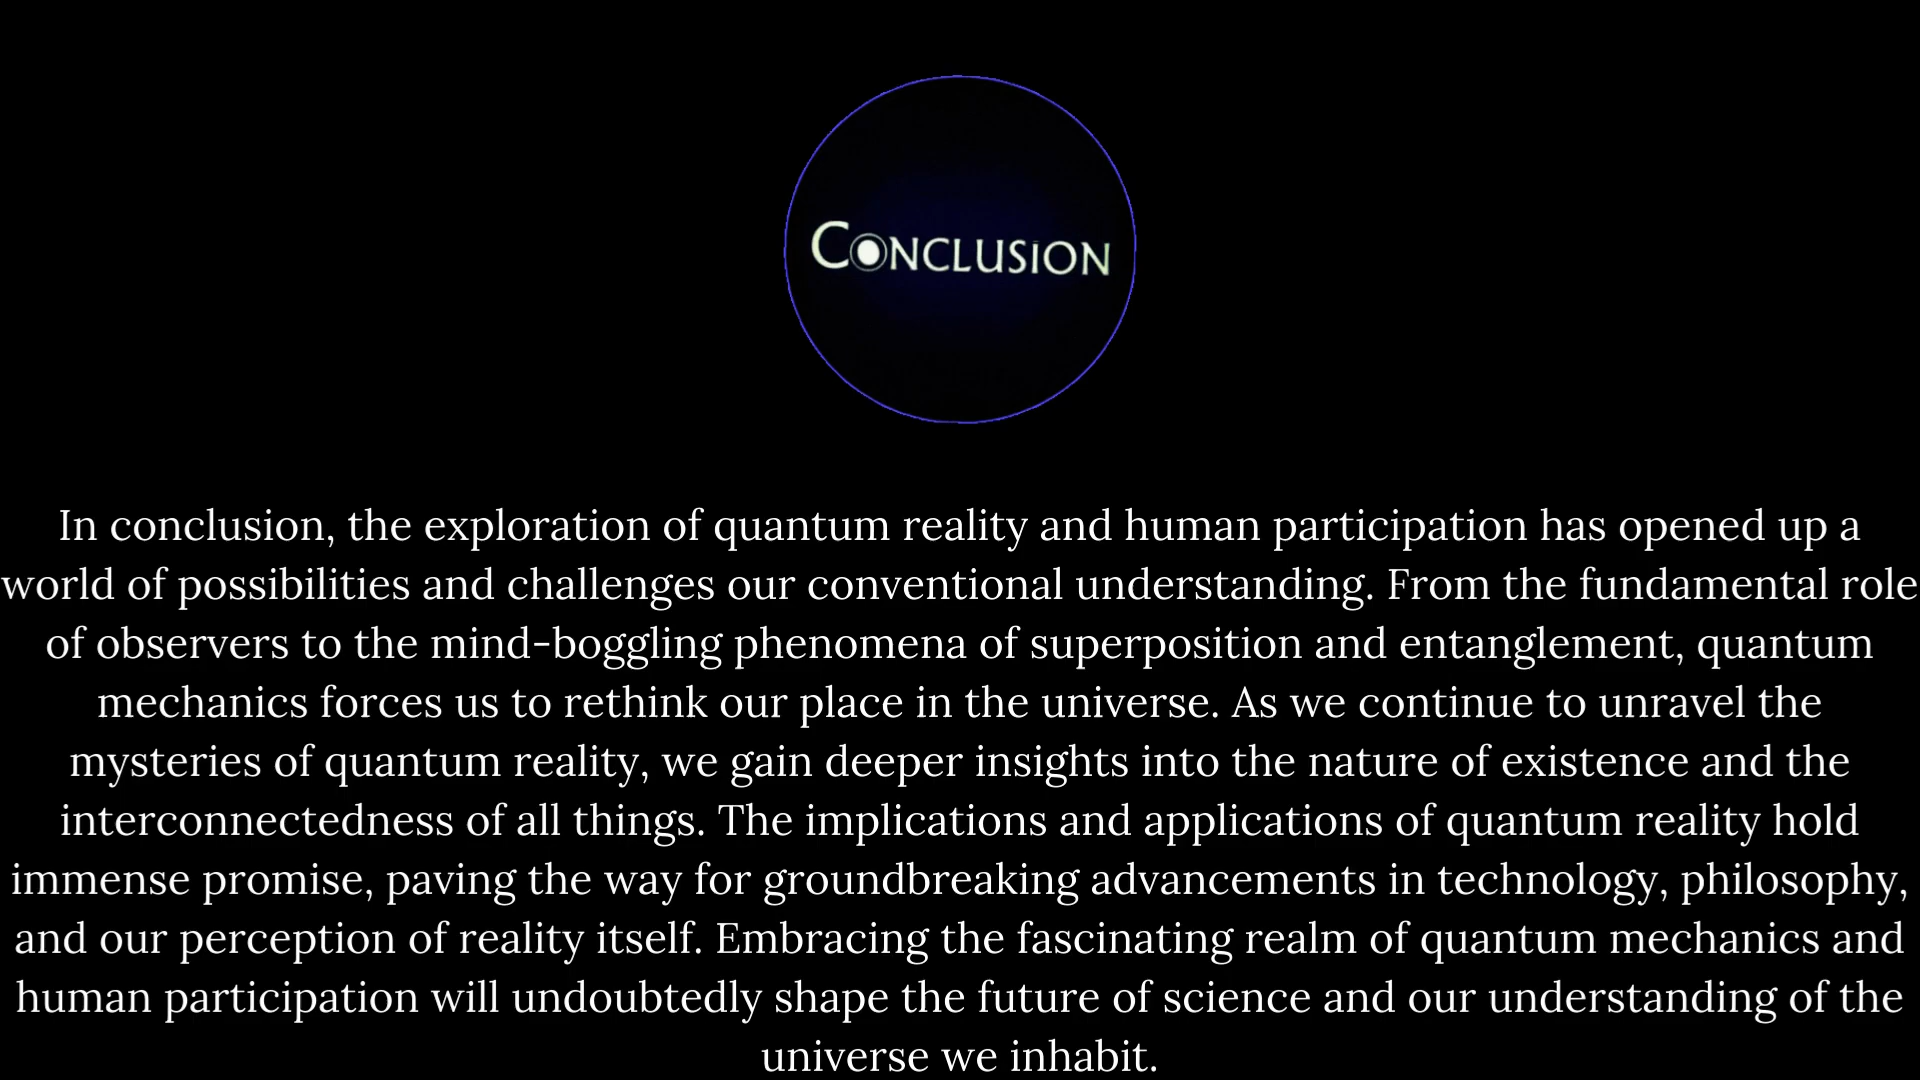 CONCLUSION
In conclusion, the exploration of quantum reality and human participation has opened up a
world of possibilities and challenges our conventional understanding. From the fundamental role
of observers to the mind-boggling phenomena of superposition and entanglement, quantum
mechanics forces us to rethink our place in the universe. As we continue to unravel the
mysteries of quantum reality, we gain deeper insights into the nature of existence and the
interconnectedness of all things. The implications and applications of quantum reality hold
immense promise, paving the way for groundbreaking advancements in technology, philosophy,
and our perception of reality itself. Embracing the fascinating realm of quantum mechanics and
human participation will undoubtedly shape the future of science and our understanding of the
universe we inhabit.